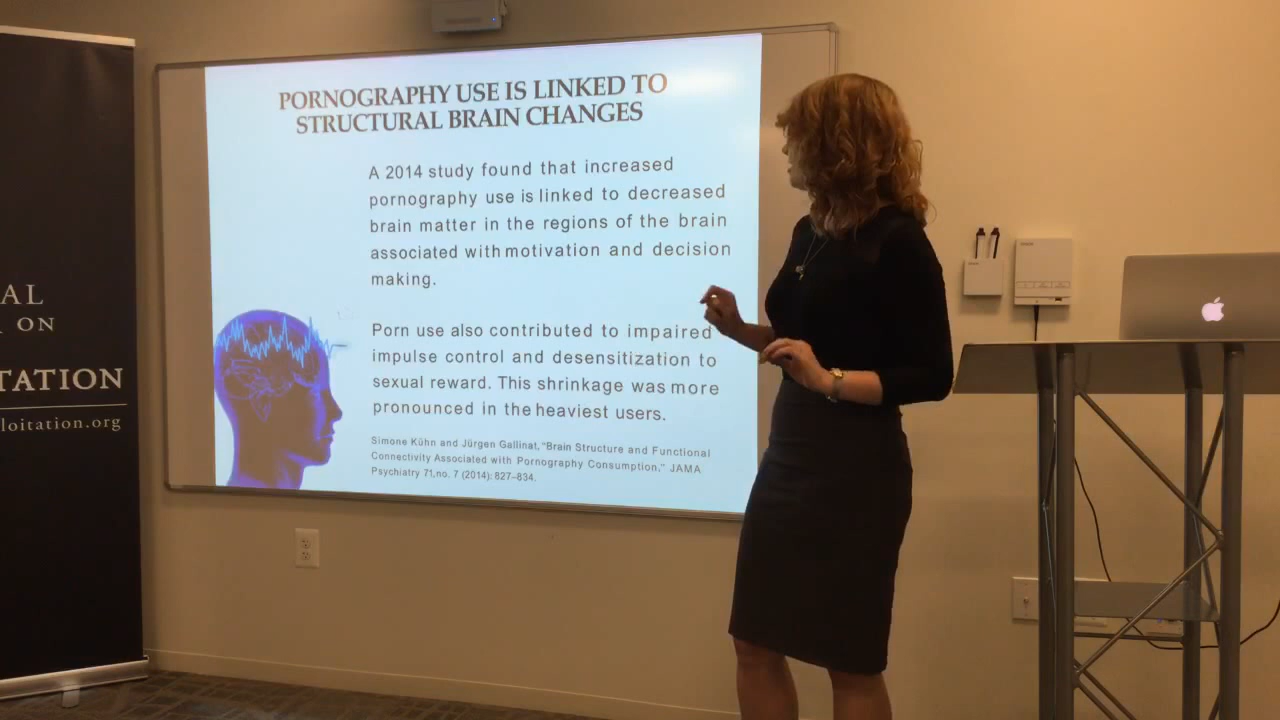 PORNOGRAPHY USE IS LINKED TO
STRUCTURAL BRAIN CHANGES
A 2014 study found that increased
pornography use is linked to decreased
brain matter in the regions of the brain
associated with motivation and decision
making.
Porn use also contributed to impaired
impulse control and desensitization to
sexual reward. This shrinkage was more
pronounced in the heaviest users.
Simone Kühn and Jürgen Gallinat, "Brain Structure and Functional
Connectivity Associated with Pornography Consumption," JAMA
Psychiatry 71, no. 7 (2014): 827–834.
AL
ON
TATION
loitation.org